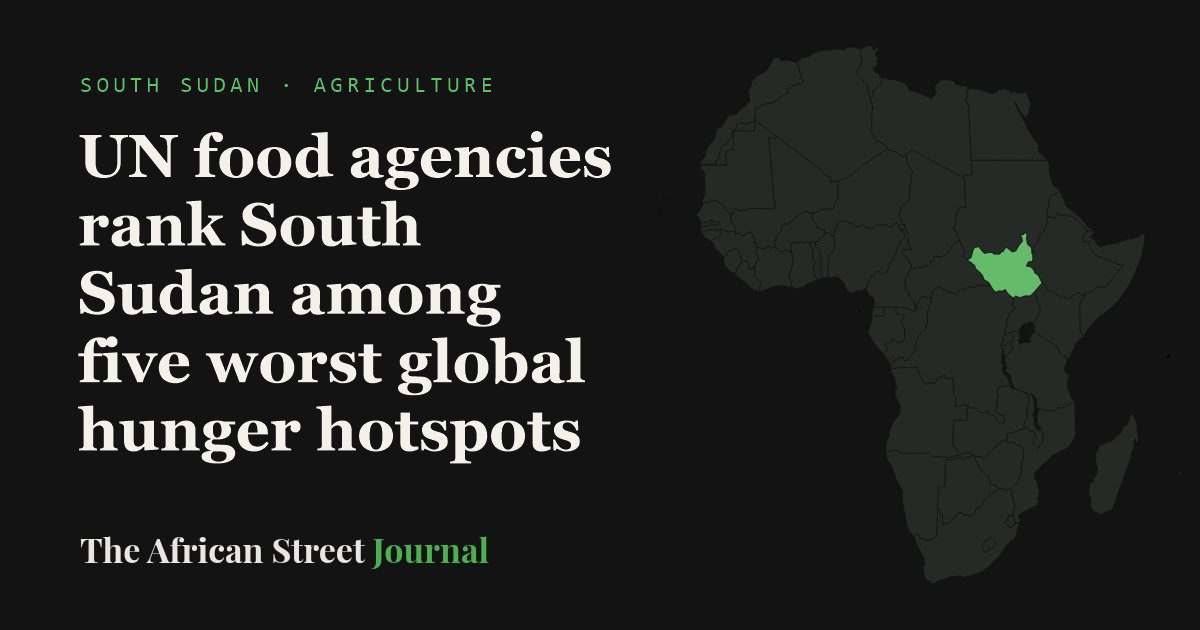 SOUTH SUDAN · AGRICULTURE
UN food agencies
rank South
Sudan among
five worst global
hunger hotspots
The African Street Journal